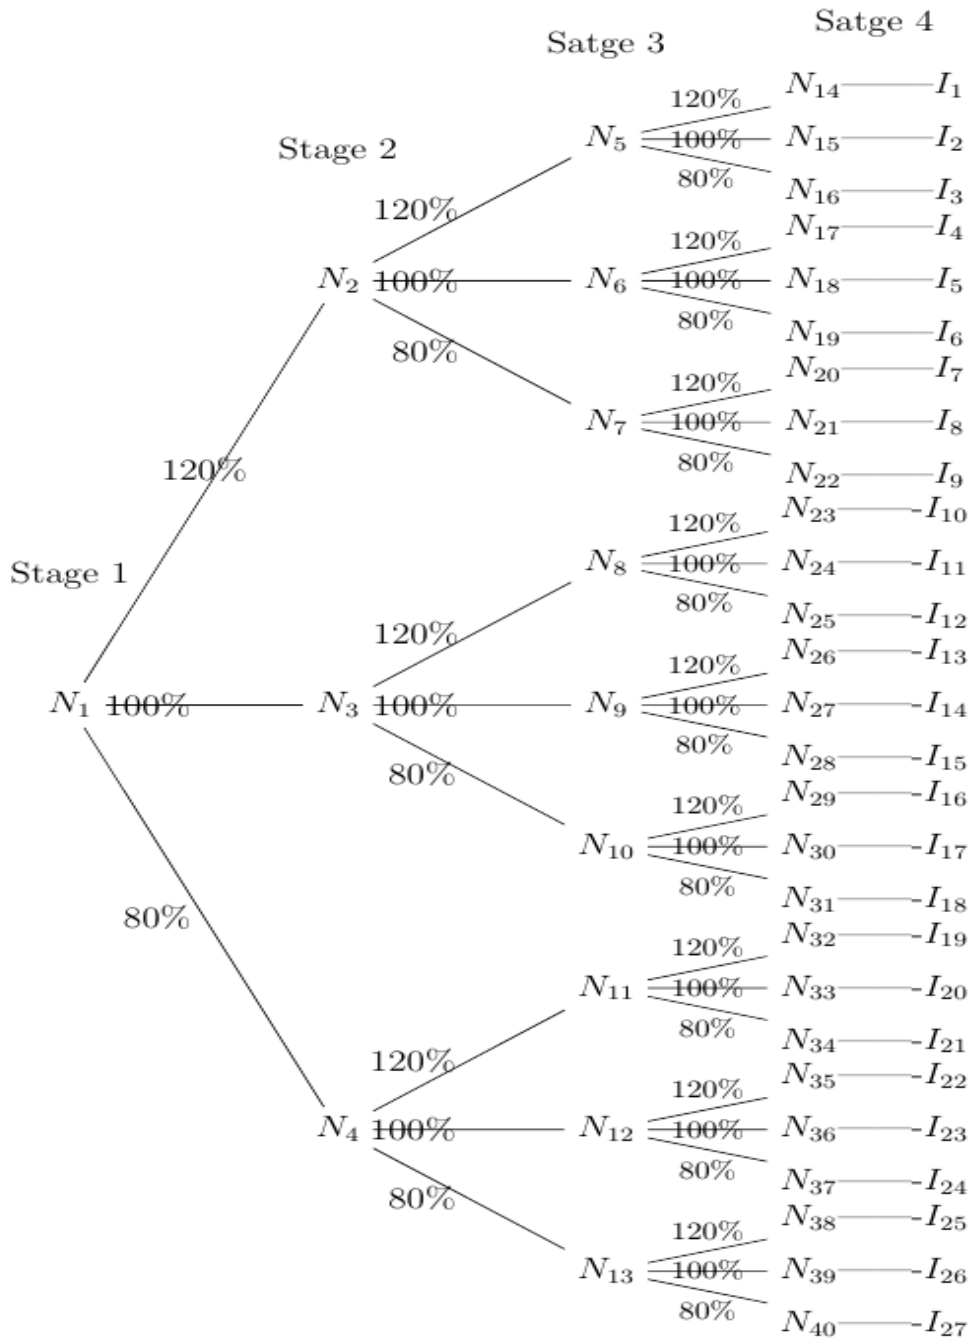 Satge 4
Satge 3
N14 I1
120%
N5 100% N15 I2
Stage 2
80%
N16 I3
120%
N17 I4
120%
N2 100% N6 100% N18 I5
80%
80%
N19 I6
N20 I7
120%
N7 100% N21 I8
80%
120%
N22 I9
N23 I10
120%
N8 100% N24 I11
Stage 1
80%
N25 I12
120%
N26 I13
120%
N1 100% N3 100% N9 100% N27 I14
80%
N28 I15
80%
N29 I16
120%
N10 100% N30 I17
80%
N31 I18
80%
N32 I19
120%
N11 100% N33 I20
80%
N34 I21
120%
N35 I22
120%
N4 100% N12 100% N36 I23
80%
N37 I24
80%
N38 I25
120%
N13 100% N39 I26
80%
N40 I27